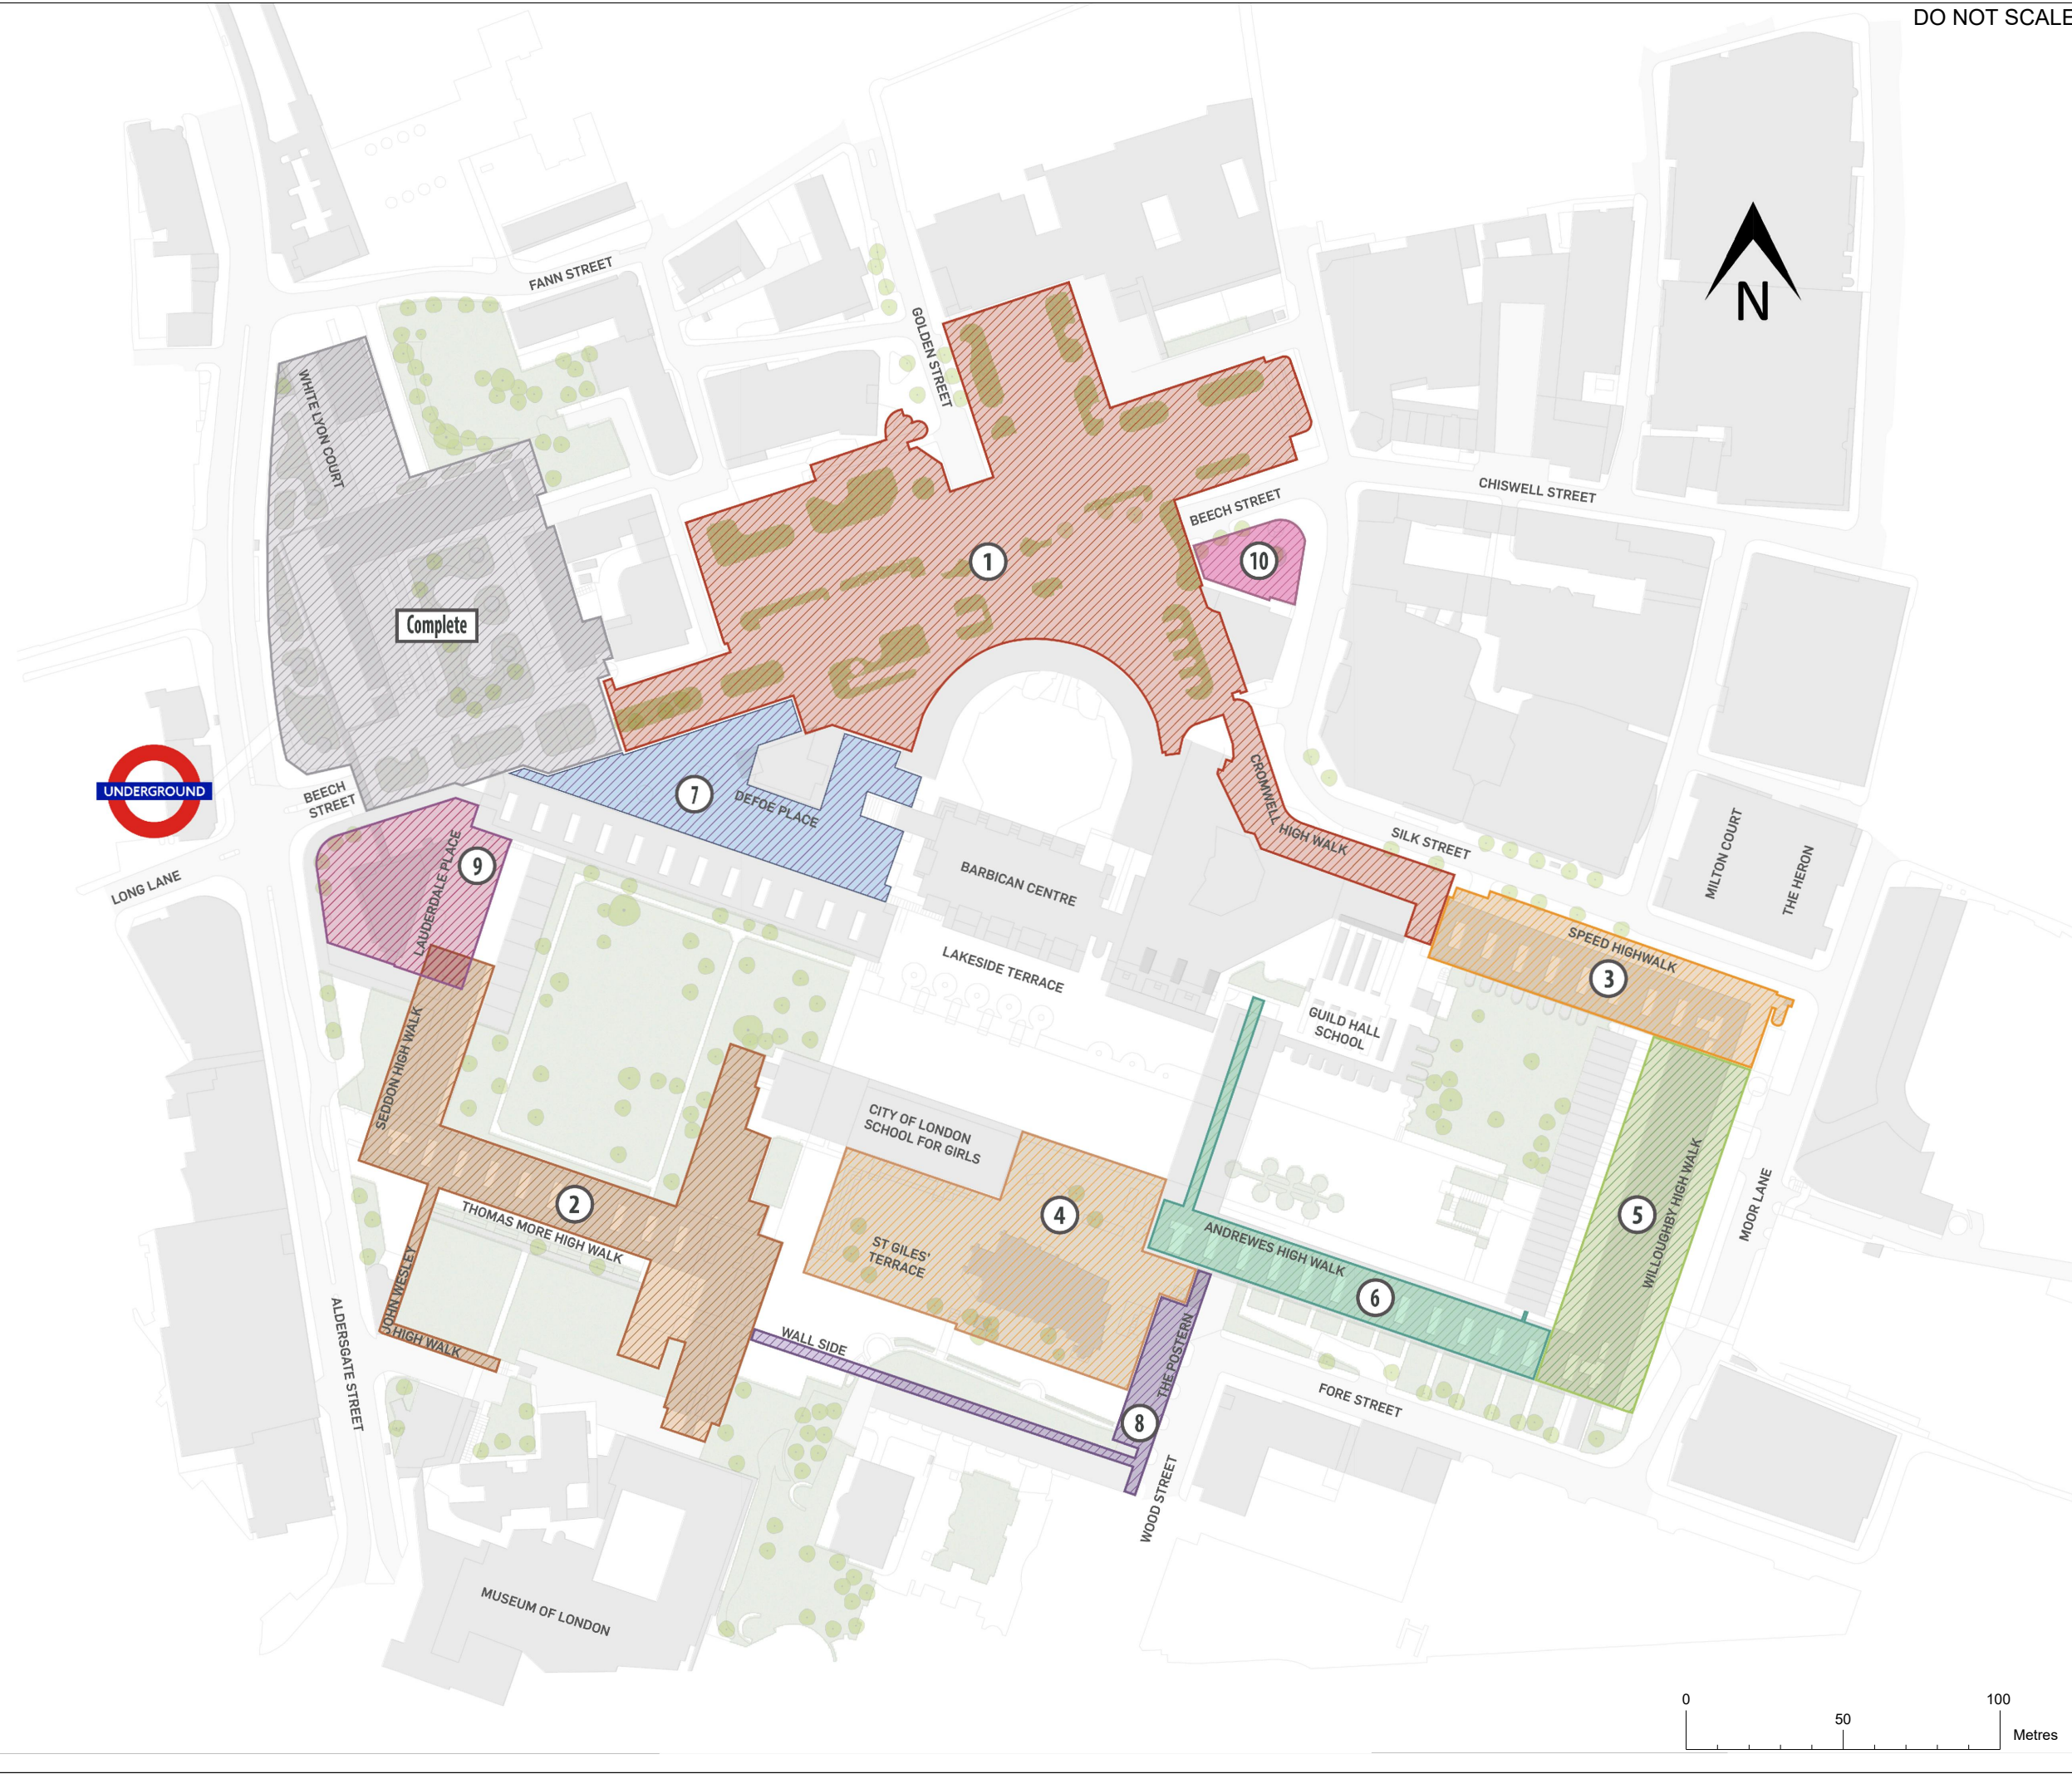 DO NOT SCALE
N
FANN STREET
GOLDEN STREET
WHITE LYON COURT
CHISWELL STREET
BEECH STREET
10
1
Complete
UNDERGROUND
BEECH
STREET
7
DEFOE PLACE
CROMWELL
HIGH WALK
SILK STREET
MILTON COURT
THE HERON
LONG LANE
LAUDERDALE PLACE
9
BARBICAN CENTRE
LAKESIDE TERRACE
SPEED HIGHWALK
3
GUILD HALL
SCHOOL
SEDDON HIGH WALK
CITY OF LONDON
SCHOOL FOR GIRLS
2
THOMAS MORE HIGH WALK
4
ST GILES'
TERRACE
ANDREWES HIGH WALK
6
5
WILLOUGHBY HIGH WALK
MOOR LANE
JOHN WESLEY
HIGH WALK
ALDERSGATE STREET
WALL SIDE
THE POSTERN
8
FORE STREET
WOOD STREET
MUSEUM OF LONDON
0
100
50
Metres